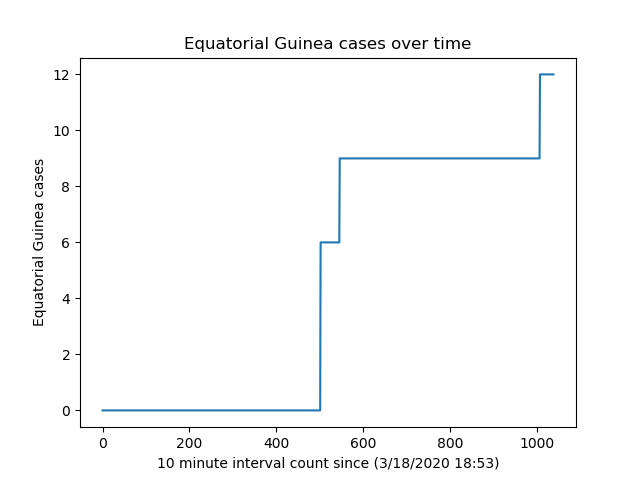 Equatorial Guinea cases over time
12
10
8
6
4
2
0
Equatorial Guinea cases
0 200 400 600 800 1000
10 minute interval count since (3/18/2020 18:53)